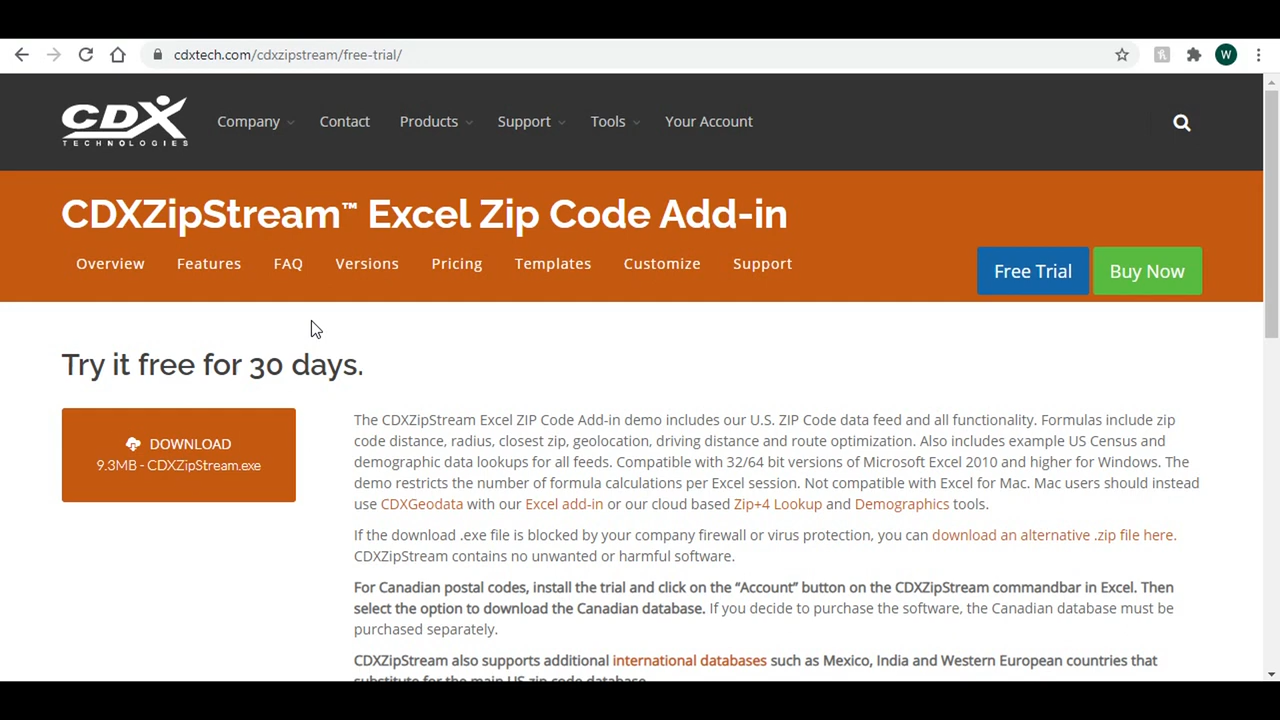 cdxtech.com/cdxzipstream/free-trial/
W
CDX
TECHNOLOGIES
Company Contact Products Support Tools Your Account
CDXZipStream™ Excel Zip Code Add-in
Overview Features FAQ Versions Pricing Templates Customize Support
Free Trial Buy Now
Try it free for 30 days.
DOWNLOAD
9.3MB - CDXZipStream.exe
The CDXZipStream Excel ZIP Code Add-in demo includes our U.S. ZIP Code data feed and all functionality. Formulas include zip
code distance, radius, closest zip, geolocation, driving distance and route optimization. Also includes example US Census and
demographic data lookups for all feeds. Compatible with 32/64 bit versions of Microsoft Excel 2010 and higher for Windows. The
demo restricts the number of formula calculations per Excel session. Not compatible with Excel for Mac. Mac users should instead
use CDXGeodata with our Excel add-in or our cloud based Zip+4 Lookup and Demographics tools.
If the download .exe file is blocked by your company firewall or virus protection, you can download an alternative .zip file here.
CDXZipStream contains no unwanted or harmful software.
For Canadian postal codes, install the trial and click on the “Account” button on the CDXZipStream commandbar in Excel. Then
select the option to download the Canadian database. If you decide to purchase the software, the Canadian database must be
purchased separately.
CDXZipStream also supports additional international databases such as Mexico, India and Western European countries that
substitute for the main US zip code database.